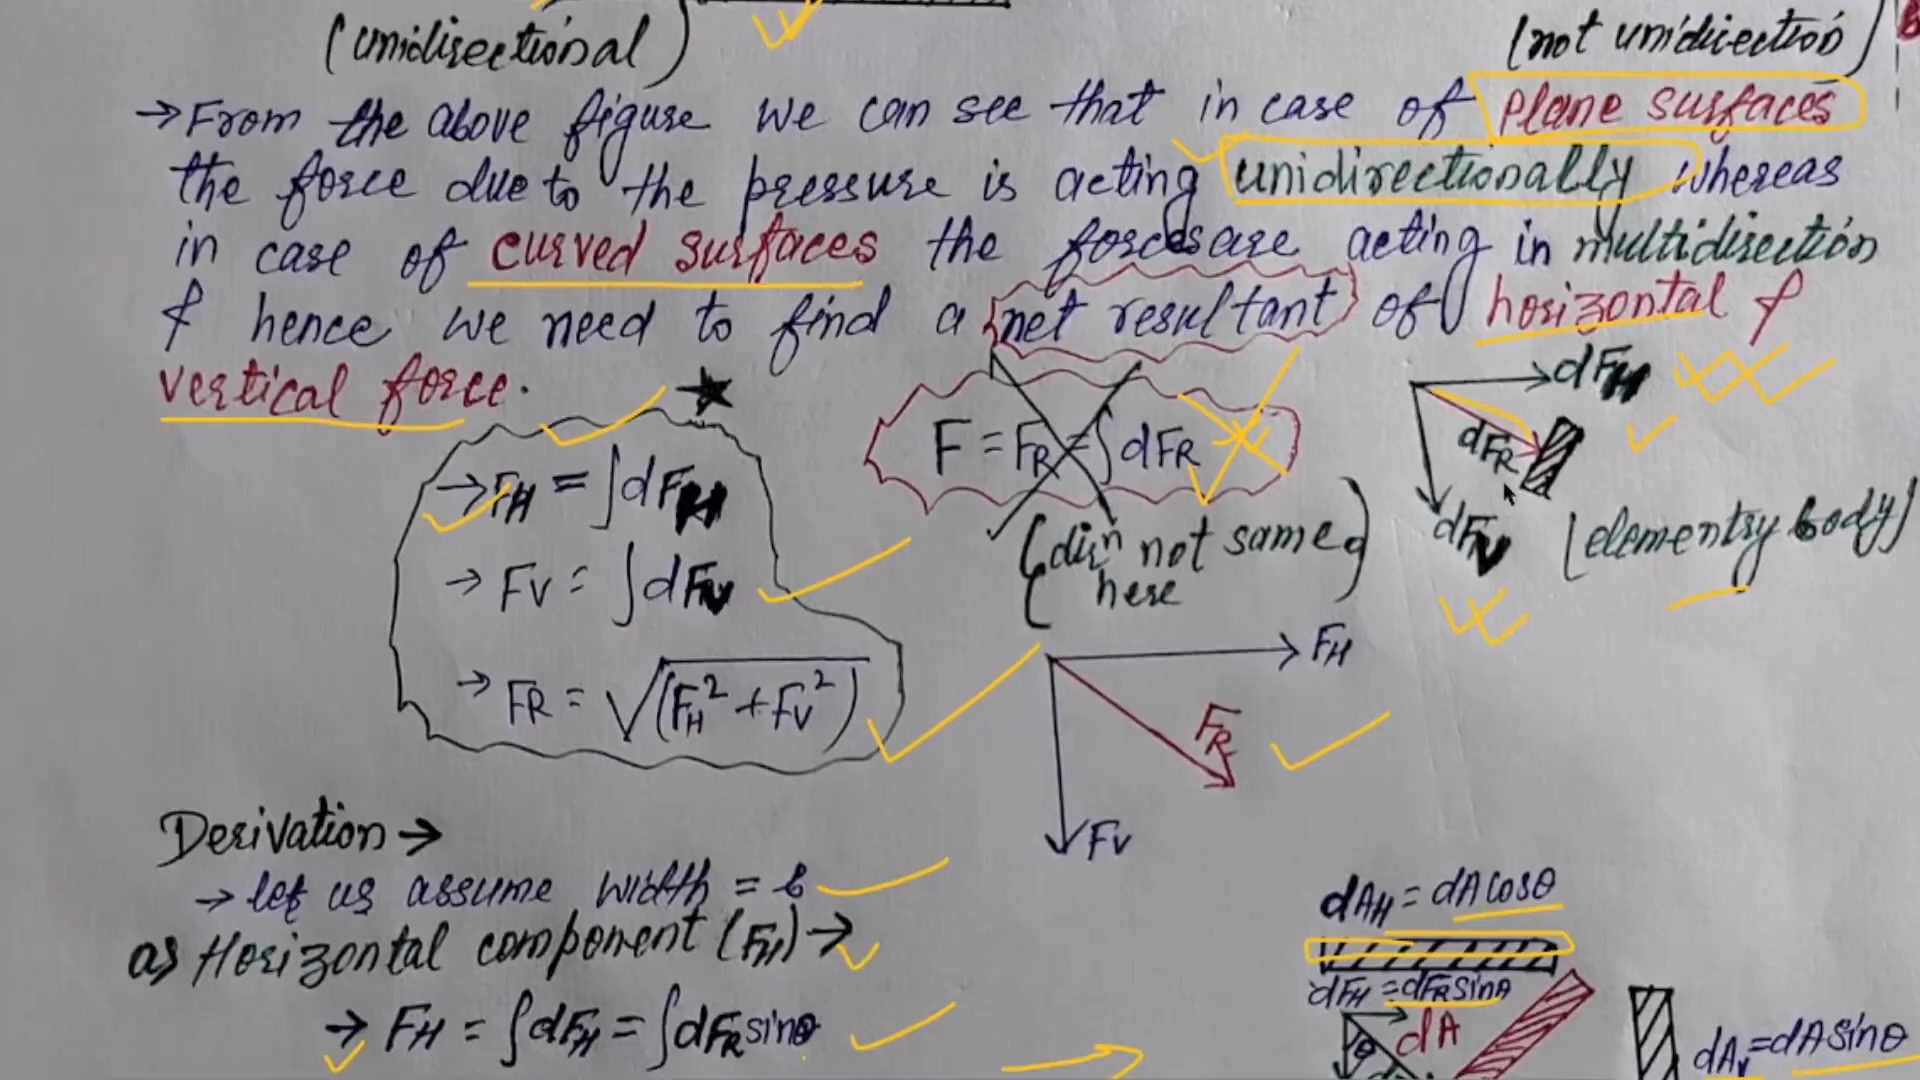 (unidirectional)
(not unidirection)
→From the above figure we can see that in case of plane surfaces
the force due to the pressure is acting unidirectionally whereas
in case of curved surfaces the forces are acting in multidirection
& hence we need to find a net resultant of horizontal &
vertical force.
dFH
dFR
dFV
(elementry body)
F = FR = ∫dFR
(dirⁿ not same
here)
→ FH = ∫dFH
→ FV = ∫dFV
→ FR = √(FH² + FV²)
FH
FR
FV
Derivation →
→ let us assume width = b
a) Horizontal component (FH) →
→ FH = ∫dFH = ∫dFR sinθ
dAH = dA cosθ
dFH = dFR sinθ
dA
θ
dAV = dA sinθ